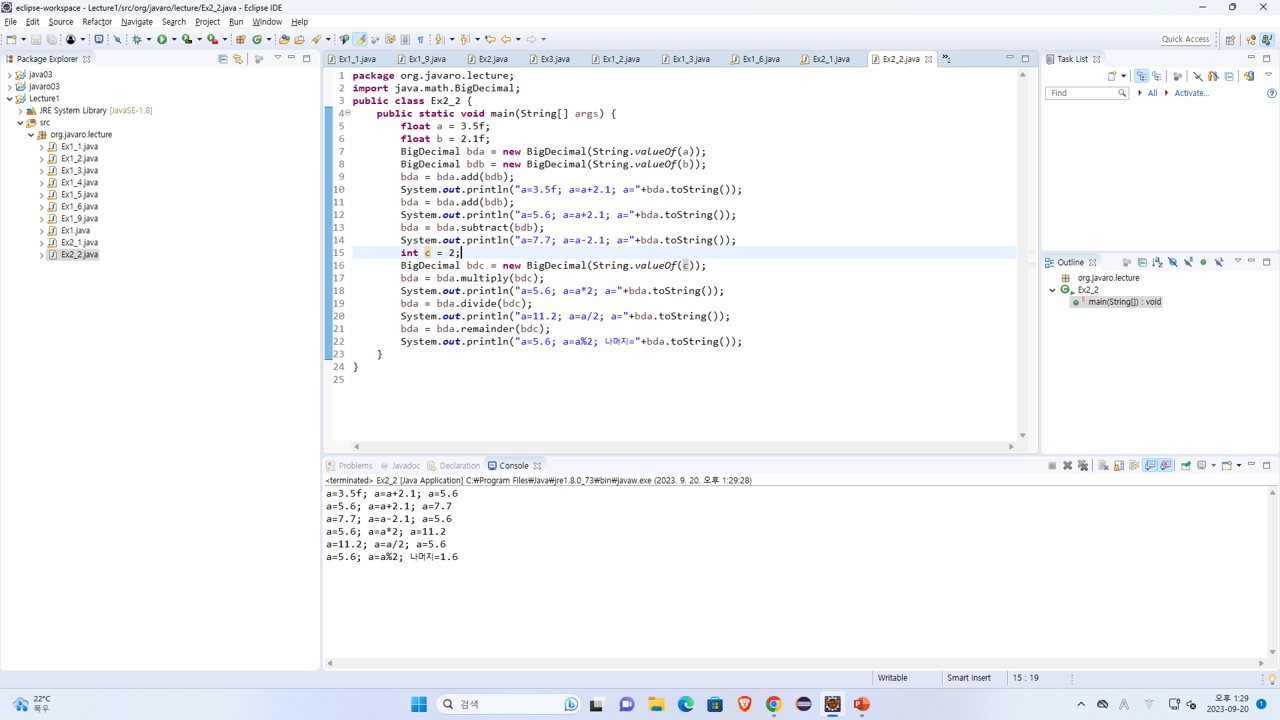 eclipse-workspace - Lecture1/src/org/javaro/lecture/Ex2_2.java - Eclipse IDE
File Edit Source Refactor Navigate Search Project Run Window Help
Quick Access
Package Explorer
java03
javaro03
Lecture1
JRE System Library [JavaSE-1.8]
src
org.javaro.lecture
Ex1_1.java
Ex1_2.java
Ex1_3.java
Ex1_4.java
Ex1_5.java
Ex1_6.java
Ex1_9.java
Ex1.java
Ex2_1.java
Ex2_2.java
Ex1_1.java Ex1_9.java Ex2.java Ex3.java Ex1_2.java Ex1_3.java Ex1_6.java Ex2_1.java Ex2_2.java
1 package org.javaro.lecture;
2 import java.math.BigDecimal;
3 public class Ex2_2 {
4 public static void main(String[] args) {
5 float a = 3.5f;
6 float b = 2.1f;
7 BigDecimal bda = new BigDecimal(String.valueOf(a));
8 BigDecimal bdb = new BigDecimal(String.valueOf(b));
9 bda = bda.add(bdb);
10 System.out.println("a=3.5f; a=a+2.1; a="+bda.toString());
11 bda = bda.add(bdb);
12 System.out.println("a=5.6; a=a+2.1; a="+bda.toString());
13 bda = bda.subtract(bdb);
14 System.out.println("a=7.7; a=a-2.1; a="+bda.toString());
15 int c = 2;
16 BigDecimal bdc = new BigDecimal(String.valueOf(c));
17 bda = bda.multiply(bdc);
18 System.out.println("a=5.6; a=a*2; a="+bda.toString());
19 bda = bda.divide(bdc);
20 System.out.println("a=11.2; a=a/2; a="+bda.toString());
21 bda = bda.remainder(bdc);
22 System.out.println("a=5.6; a=a%2; 나머지="+bda.toString());
23 }
24 }
25
Task List
Find All Activate...
Outline
org.javaro.lecture
Ex2_2
main(String[]) : void
Problems Javadoc Declaration Console
<terminated> Ex2_2 [Java Application] C:₩Program Files₩Java₩jre1.8.0_73₩bin₩javaw.exe (2023. 9. 20. 오후 1:29:28)
a=3.5f; a=a+2.1; a=5.6
a=5.6; a=a+2.1; a=7.7
a=7.7; a=a-2.1; a=5.6
a=5.6; a=a*2; a=11.2
a=11.2; a=a/2; a=5.6
a=5.6; a=a%2; 나머지=1.6
Writable Smart Insert 15 : 19
22°C
폭우
검색
오후 1:29
2023-09-20